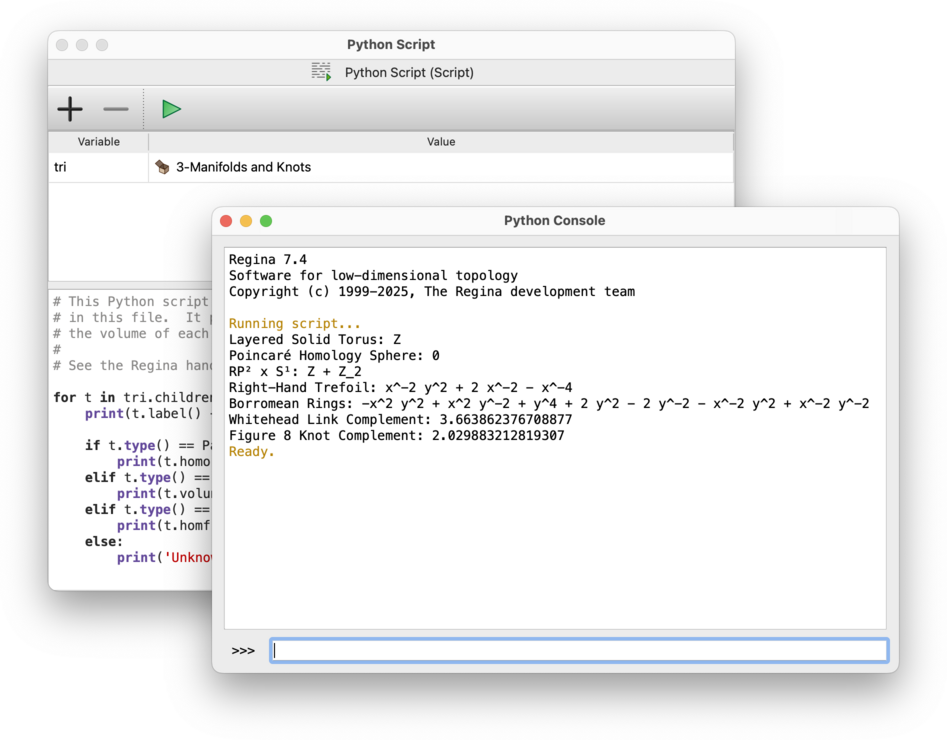 Python Script
Python Script (Script)
Variable Value
tri 3-Manifolds and Knots
# This Python script
# in this file. It
# the volume of each
#
# See the Regina
for t in tri.children
print(t.label()
if t.type() ==
print(t.homo
elif t.type() ==
print(t.volu
elif t.type() ==
print(t.homf
else:
print('Unkno
Python Console
Regina 7.4
Software for low-dimensional topology
Copyright (c) 1999-2025, The Regina development team
Running script...
Layered Solid Torus: Z
Poincaré Homology Sphere: 0
RP² x S¹: Z + Z_2
Right-Hand Trefoil: x^-2 y^2 + 2 x^-2 - x^-4
Borromean Rings: -x^2 y^2 + x^2 y^-2 + y^4 + 2 y^2 - 2 y^-2 - x^-2 y^2 + x^-2 y^-2
Whitehead Link Complement: 3.663862376708877
Figure 8 Knot Complement: 2.029883212819307
Ready.
>>>